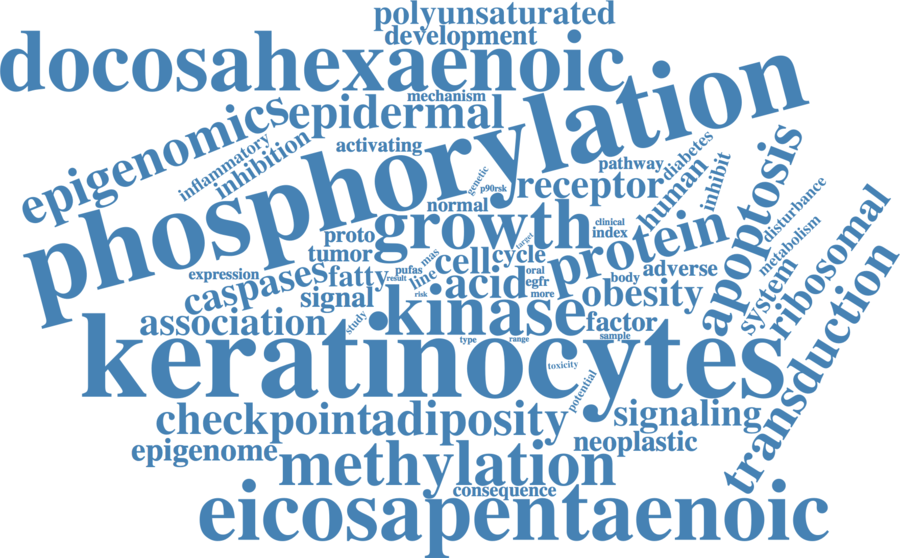 polyunsaturated
development
docosahexaenoic
mechanism
epidermal
epigenomics
inflammatory
inhibition
activating
phosphorylation
genetic
p90rsk
pathway
diabetes
receptor
human
inhibit
apoptosis
normal
growth
clinical
index
disturbance
proto
tumor
mas
target
cell
cycle
protein
metabolism
ribosomal
expression
caspases
fatty
pufas
result
line
acid
oral
egfr
body
adverse
system
signal
risk
more
obesity
transduction
association
study
kinase
factor
type
range
sample
keratinocytes
toxicity
potential
checkpoint
adiposity
signaling
epigenome
methylation
neoplastic
consequence
eicosapentaenoic